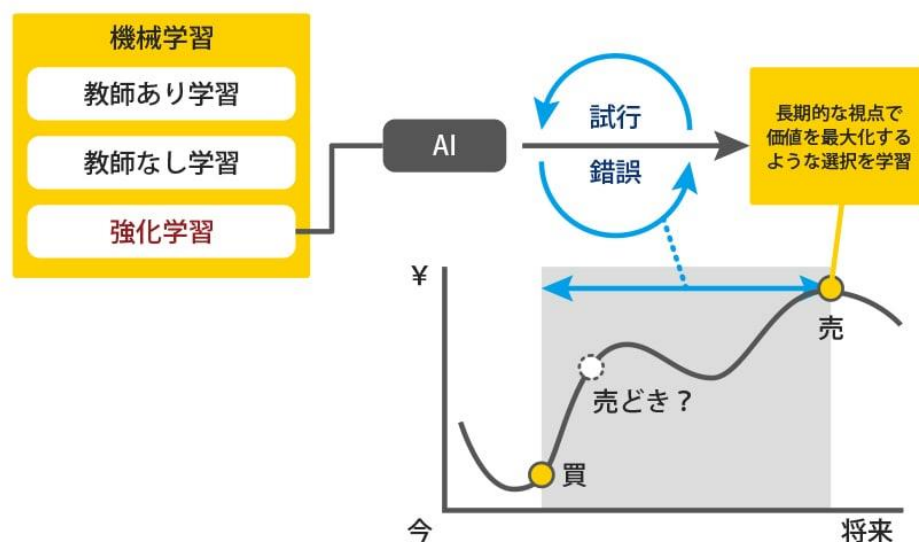 機械学習
教師あり学習
教師なし学習
強化学習
AI
試行
錯誤
長期的な視点で
価値を最大化する
ような選択を学習
¥
売
売どき？
買
今
将来